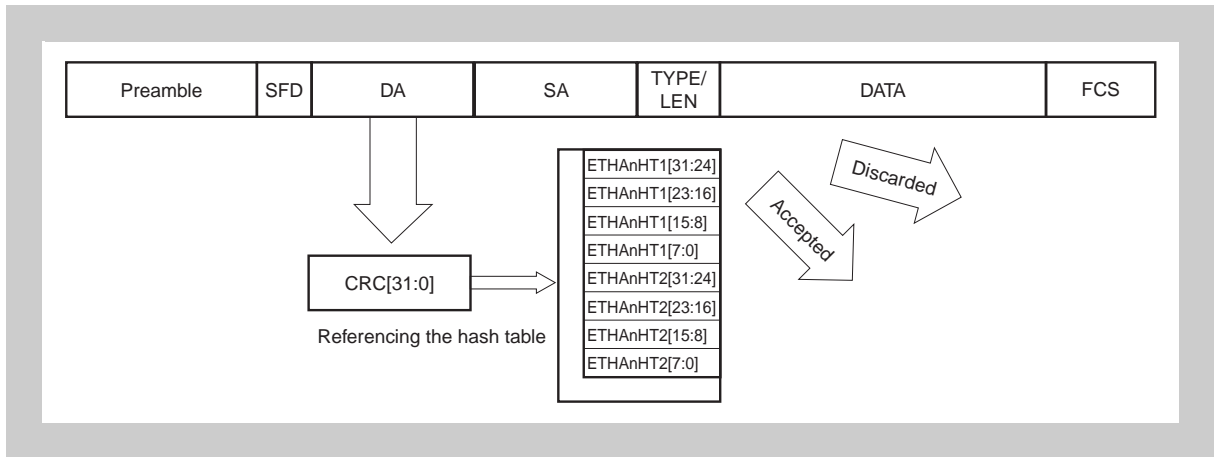 Preamble
SFD
DA
SA
TYPE/
LEN
DATA
FCS
ETHAnHT1[31:24]
ETHAnHT1[23:16]
ETHAnHT1[15:8]
ETHAnHT1[7:0]
ETHAnHT2[31:24]
ETHAnHT2[23:16]
ETHAnHT2[15:8]
ETHAnHT2[7:0]
Discarded
Accepted
CRC[31:0]
Referencing the hash table